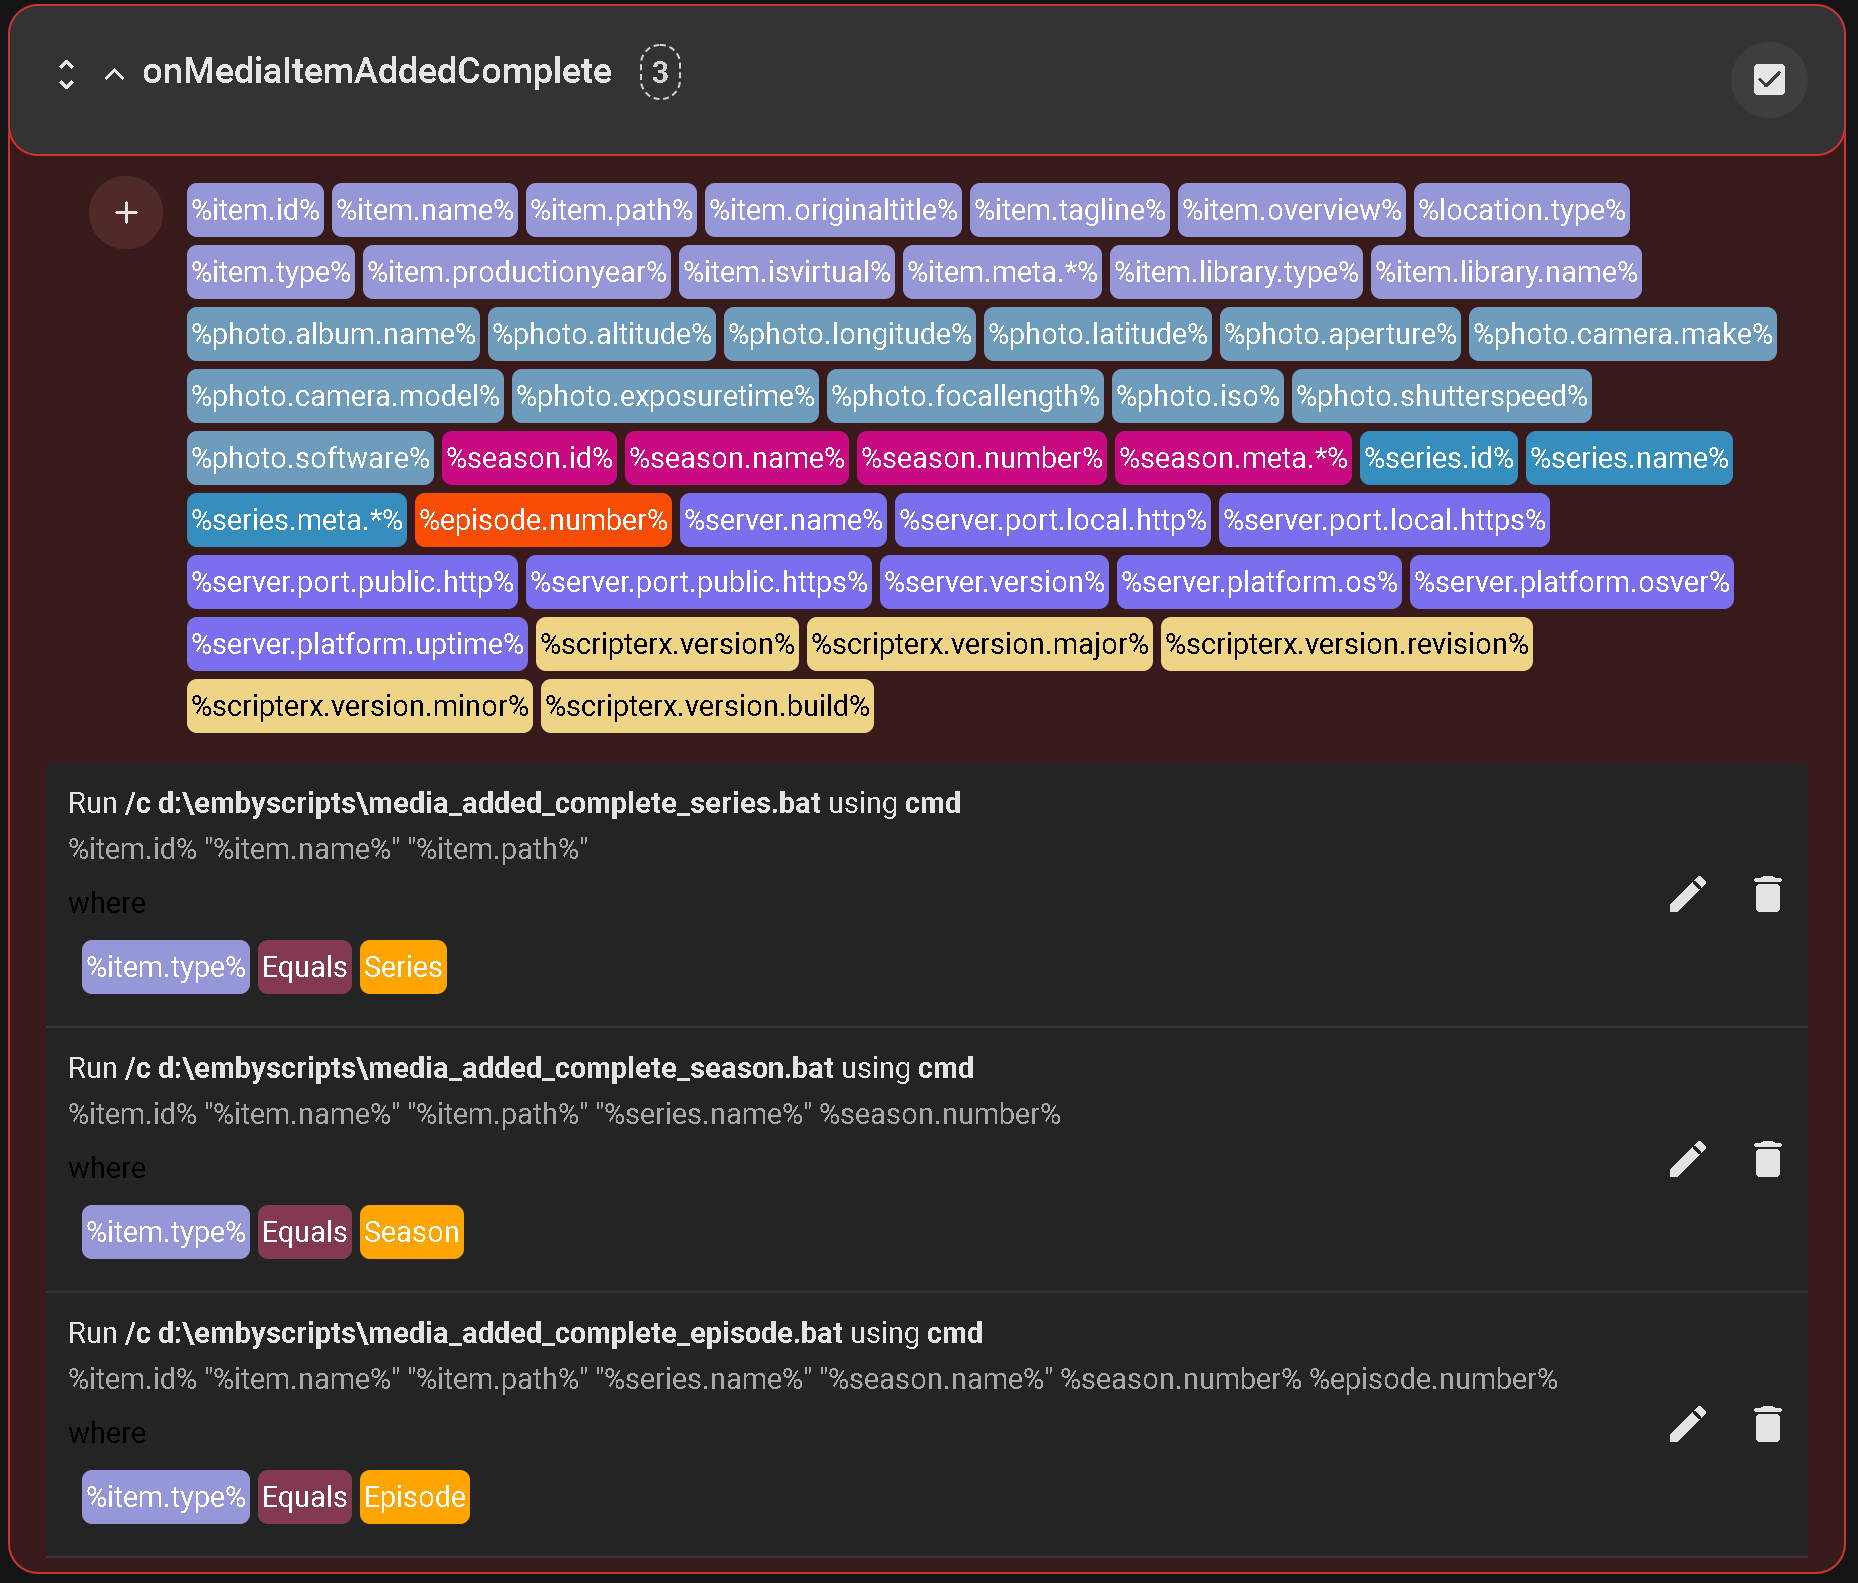 onMediaItemAddedComplete 3
%item.id% %item.name% %item.path% %item.originaltitle% %item.tagline% %item.overview% %location.type%
%item.type% %item.productionyear% %item.isvirtual% %item.meta.*% %item.library.type% %item.library.name%
%photo.album.name% %photo.altitude% %photo.longitude% %photo.latitude% %photo.aperture% %photo.camera.make%
%photo.camera.model% %photo.exposuretime% %photo.focallength% %photo.iso% %photo.shutterspeed%
%photo.software% %season.id% %season.name% %season.number% %season.meta.*% %series.id% %series.name%
%series.meta.*% %episode.number% %server.name% %server.port.local.http% %server.port.local.https%
%server.port.public.http% %server.port.public.https% %server.version% %server.platform.os% %server.platform.osver%
%server.platform.uptime% %scripterx.version% %scripterx.version.major% %scripterx.version.revision%
%scripterx.version.minor% %scripterx.version.build%
Run /c d:\embyscripts\media_added_complete_series.bat using cmd
%item.id% "%item.name%" "%item.path%"
where
%item.type% Equals Series
Run /c d:\embyscripts\media_added_complete_season.bat using cmd
%item.id% "%item.name%" "%item.path%" "%series.name%" %season.number%
where
%item.type% Equals Season
Run /c d:\embyscripts\media_added_complete_episode.bat using cmd
%item.id% "%item.name%" "%item.path%" "%series.name%" "%season.name%" %season.number% %episode.number%
where
%item.type% Equals Episode